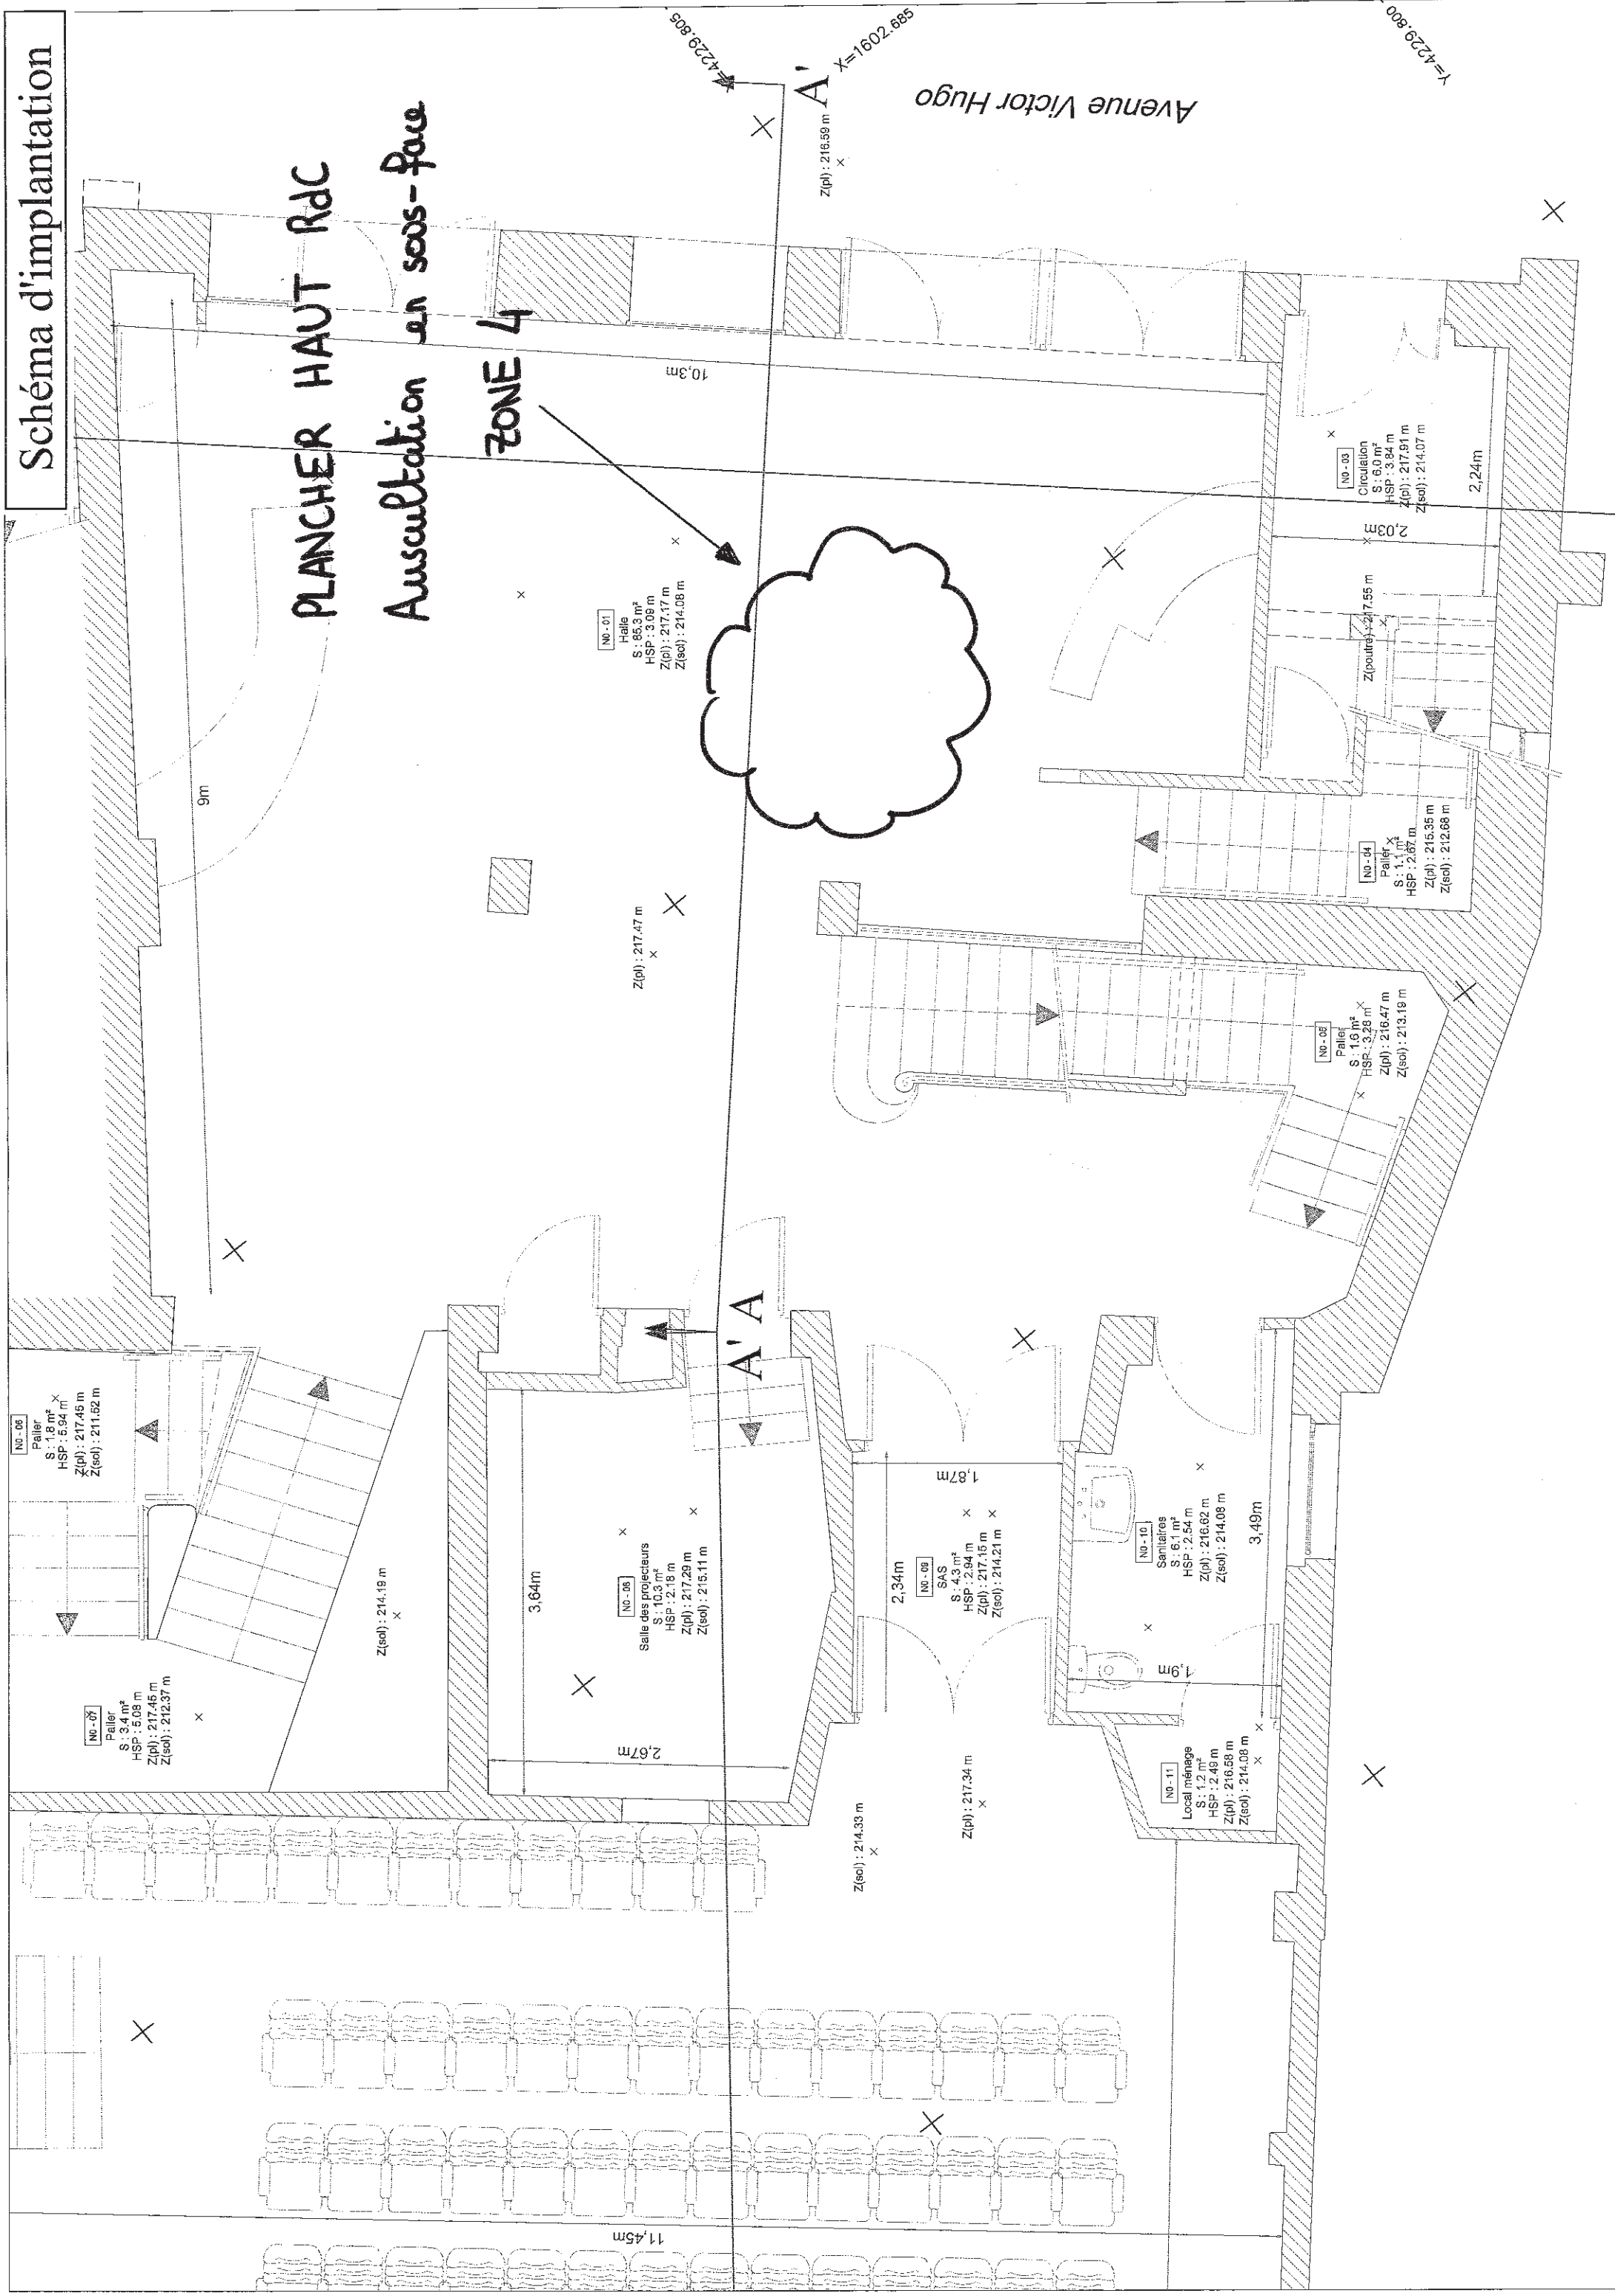 Schéma d'implantation
PLANCHER HAUT RdC
Auscultation en sous-face
ZONE 4
Y=4229.805
X=1602.685
Y=4229.800
A'
Z(pl) : 216.59 m
Avenue Victor Hugo
10,3m
9m
N0-01
Halle
S : 65.3 m²
HSP : 3.09 m
Z(pl) : 217.17 m
Z(sol) : 214.08 m
N0-03
Circulation
S : 6.0 m²
HSP : 3.84 m
Z(pl) : 217.91 m
Z(sol) : 214.07 m
2,24m
2,03m
Z(poutre) : 217.55 m
N0-04
Palier
S : 1.1 m²
HSP : 2.67 m
Z(pl) : 215.35 m
Z(sol) : 212.68 m
Z(pl) : 217.47 m
N0-05
Palier
S : 1.6 m²
HSP : 3.28 m
Z(pl) : 216.47 m
Z(sol) : 213.19 m
A' A
N0-06
Palier
S : 1.8 m²
HSP : 5.94 m
Z(pl) : 217.45 m
Z(sol) : 211.52 m
N0-07
Palier
S : 3.4 m²
HSP : 5.08 m
Z(pl) : 217.45 m
Z(sol) : 212.37 m
Z(sol) : 214.19 m
3,64m
N0-08
Salle des projecteurs
S : 10.3 m²
HSP : 2.18 m
Z(pl) : 217.29 m
Z(sol) : 215.11 m
2,67m
1,87m
2,34m
N0-09
SAS
S : 4.3 m²
HSP : 2.94 m
Z(pl) : 217.15 m
Z(sol) : 214.21 m
N0-10
Sanitaires
S : 6.1 m²
HSP : 2.54 m
Z(pl) : 216.62 m
Z(sol) : 214.08 m
3,49m
1,9m
N0-11
Local ménage
S : 1.2 m²
HSP : 2.49 m
Z(pl) : 216.58 m
Z(sol) : 214.08 m
Z(sol) : 214.33 m
Z(pl) : 217.34 m
11,45m